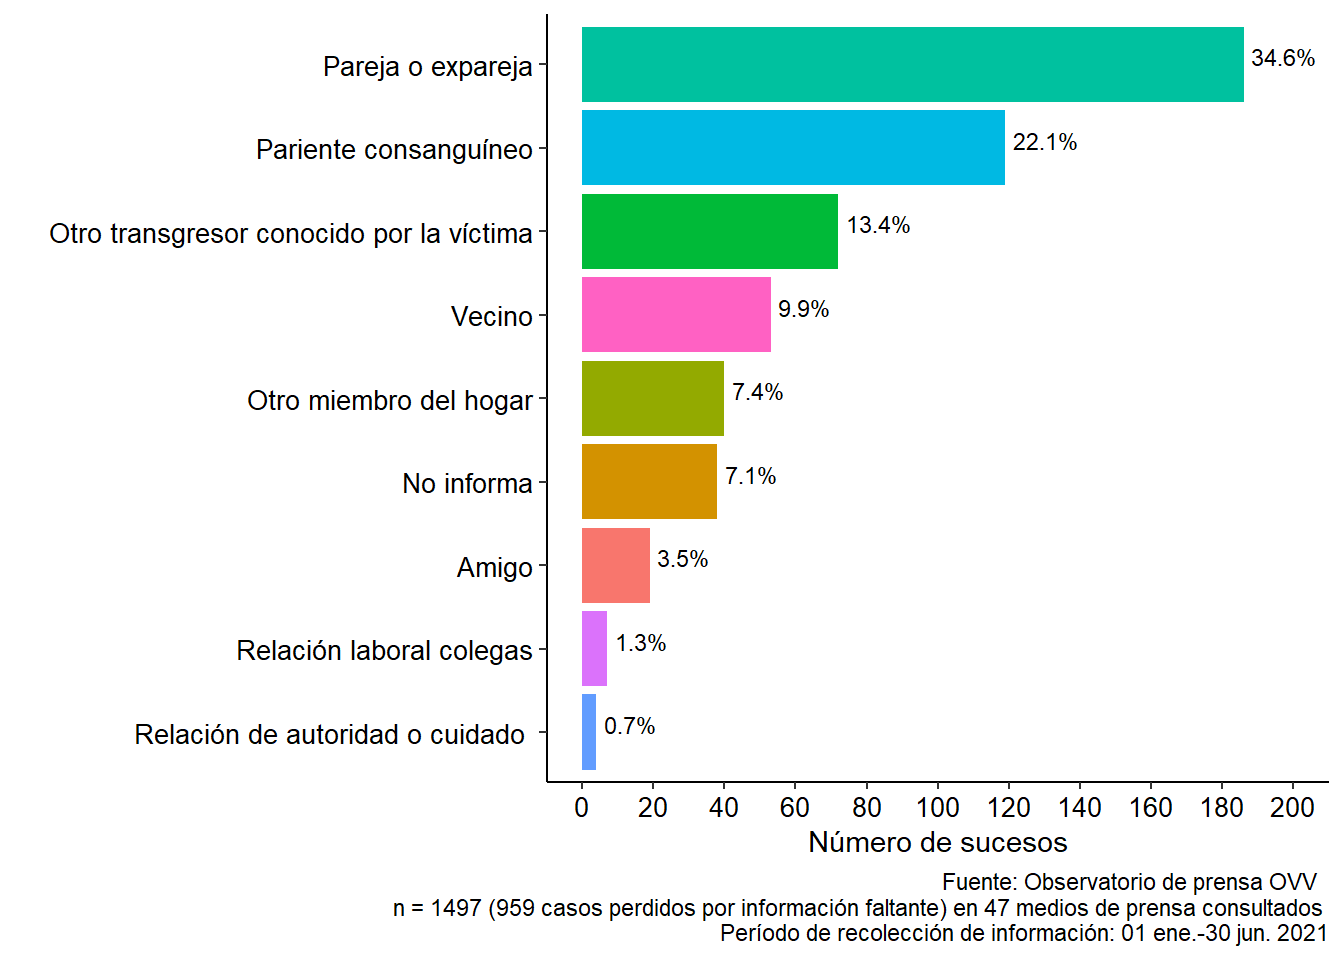 Pareja o expareja 34.6%
Pariente consanguíneo 22.1%
Otro transgresor conocido por la víctima 13.4%
Vecino 9.9%
Otro miembro del hogar 7.4%
No informa 7.1%
Amigo 3.5%
Relación laboral colegas 1.3%
Relación de autoridad o cuidado 0.7%
0 20 40 60 80 100 120 140 160 180 200
Número de sucesos
Fuente: Observatorio de prensa OVV
n = 1497 (959 casos perdidos por información faltante) en 47 medios de prensa consultados
Período de recolección de información: 01 ene.-30 jun. 2021